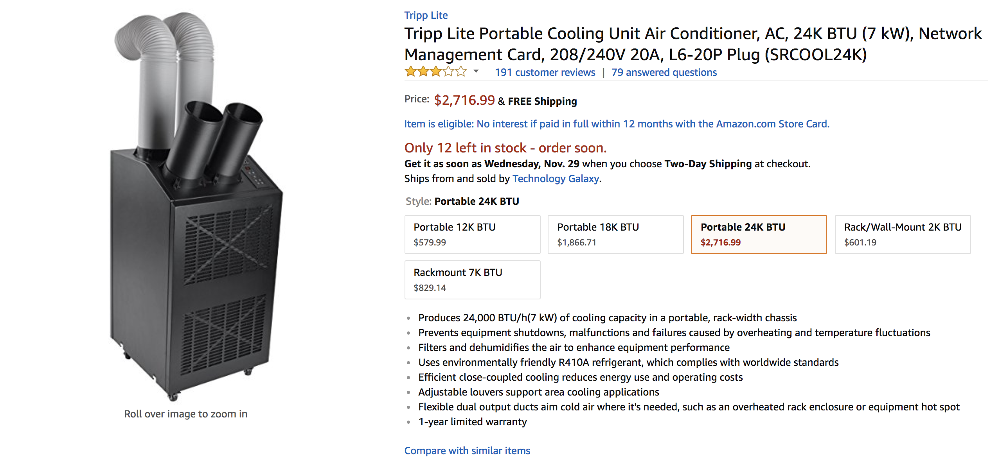 Tripp Lite
Tripp Lite Portable Cooling Unit Air Conditioner, AC, 24K BTU (7 kW), Network
Management Card, 208/240V 20A, L6-20P Plug (SRCOOL24K)
191 customer reviews | 79 answered questions
Price: $2,716.99 & FREE Shipping
Item is eligible: No interest if paid in full within 12 months with the Amazon.com Store Card.
Only 12 left in stock - order soon.
Get it as soon as Wednesday, Nov. 29 when you choose Two-Day Shipping at checkout.
Ships from and sold by Technology Galaxy.
Style: Portable 24K BTU
Portable 12K BTU
$579.99
Portable 18K BTU
$1,866.71
Portable 24K BTU
$2,716.99
Rack/Wall-Mount 2K BTU
$601.19
Rackmount 7K BTU
$829.14
• Produces 24,000 BTU/h(7 kW) of cooling capacity in a portable, rack-width chassis
• Prevents equipment shutdowns, malfunctions and failures caused by overheating and temperature fluctuations
• Filters and dehumidifies the air to enhance equipment performance
• Uses environmentally friendly R410A refrigerant, which complies with worldwide standards
• Efficient close-coupled cooling reduces energy use and operating costs
• Adjustable louvers support area cooling applications
• Flexible dual output ducts aim cold air where it's needed, such as an overheated rack enclosure or equipment hot spot
• 1-year limited warranty
Compare with similar items
Roll over image to zoom in